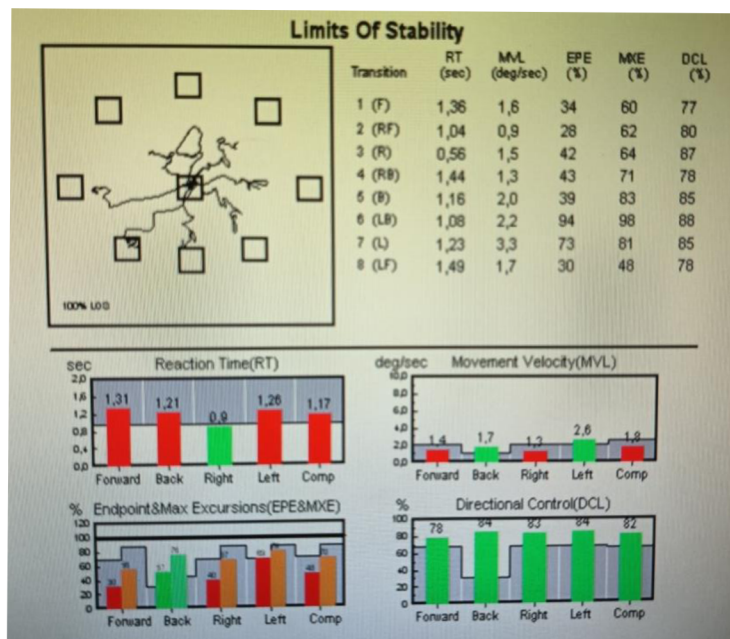 Limits Of Stability
Transition RT (sec) MVL (deg/sec) EPE (%) MXE (%) DCL (%)
1 (F) 1,36 1,6 34 60 77
2 (RF) 1,04 0,9 28 62 80
3 (R) 0,56 1,5 42 64 87
4 (RB) 1,44 1,3 43 71 78
5 (B) 1,16 2,0 39 83 85
6 (LB) 1,08 2,2 94 98 88
7 (L) 1,23 3,3 73 81 85
8 (LF) 1,49 1,7 30 48 78
100% LOS
sec Reaction Time(RT)
2,0
1,6
1,2
0,8
0,4
0,0
1,31 1,21 0,9 1,26 1,17
Forward Back Right Left Comp
deg/sec Movement Velocity(MVL)
10,0
8,0
6,0
4,0
2,0
0,0
1,4 1,7 1,3 2,6 1,8
Forward Back Right Left Comp
% Endpoint&Max Excursions(EPE&MXE)
120
100
80
60
40
20
0
Forward Back Right Left Comp
% Directional Control(DCL)
100
80
60
40
20
0
78 84 83 84 82
Forward Back Right Left Comp